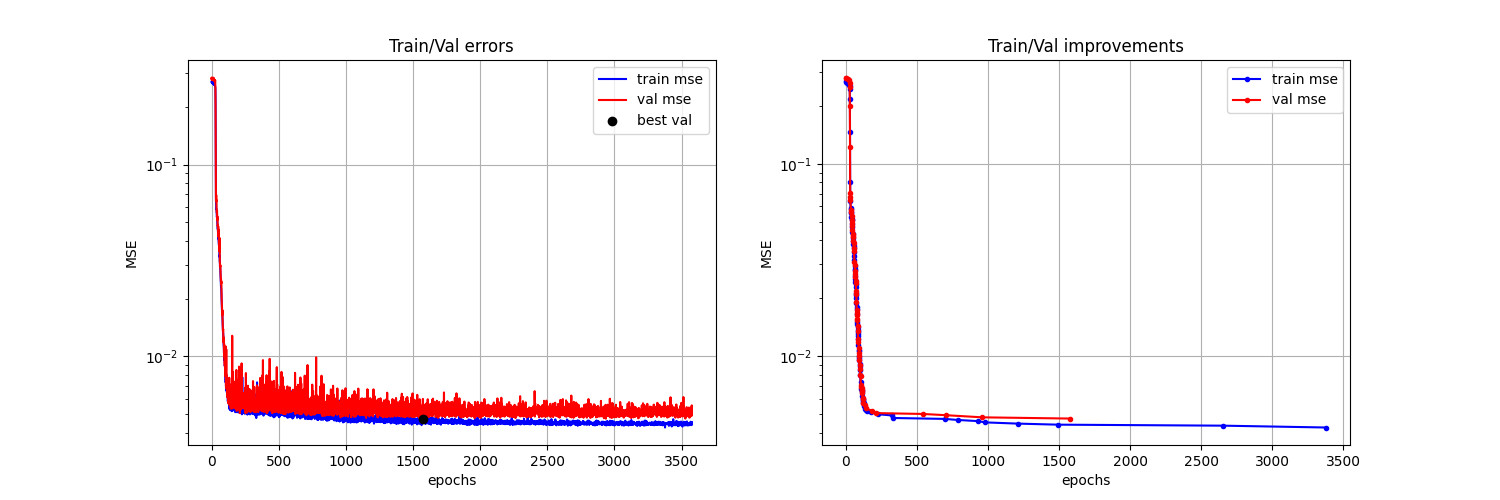 Train/Val errors
train mse
val mse
best val
10⁻¹
10⁻²
MSE
0 500 1000 1500 2000 2500 3000 3500
epochs
Train/Val improvements
train mse
val mse
10⁻¹
10⁻²
MSE
0 500 1000 1500 2000 2500 3000 3500
epochs